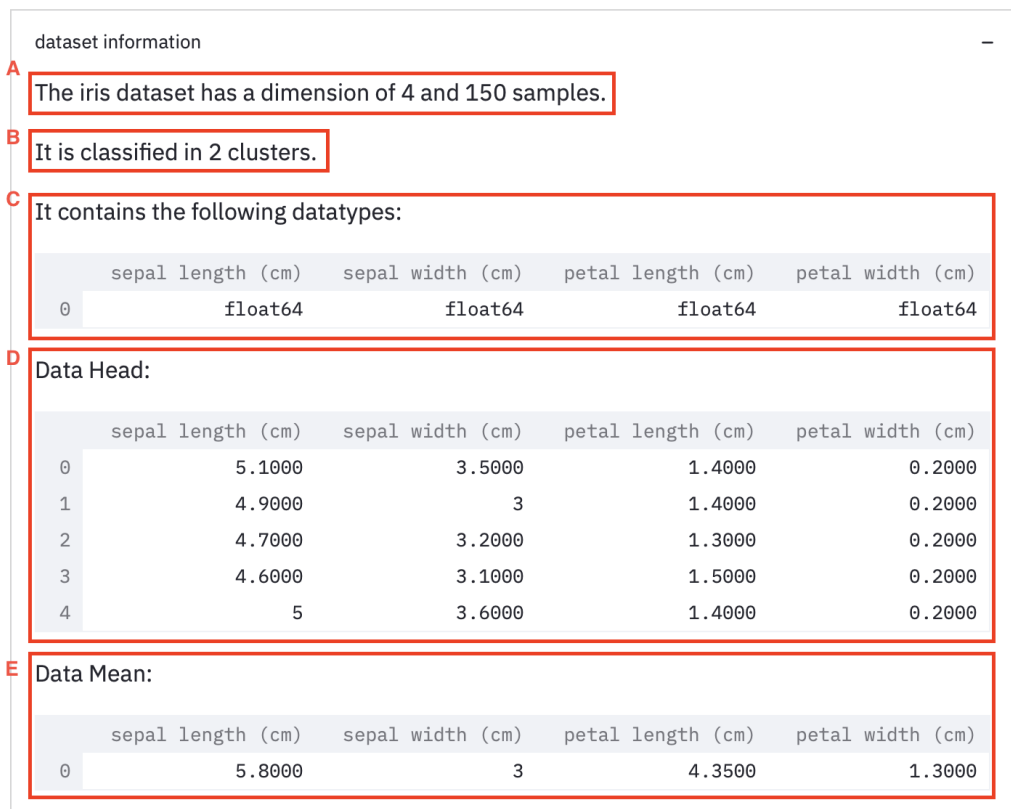 dataset information
A
The iris dataset has a dimension of 4 and 150 samples.
B
It is classified in 2 clusters.
C
It contains the following datatypes:
sepal length (cm) sepal width (cm) petal length (cm) petal width (cm)
0 float64 float64 float64 float64
D
Data Head:
sepal length (cm) sepal width (cm) petal length (cm) petal width (cm)
0 5.1000 3.5000 1.4000 0.2000
1 4.9000 3 1.4000 0.2000
2 4.7000 3.2000 1.3000 0.2000
3 4.6000 3.1000 1.5000 0.2000
4 5 3.6000 1.4000 0.2000
E
Data Mean:
sepal length (cm) sepal width (cm) petal length (cm) petal width (cm)
0 5.8000 3 4.3500 1.3000